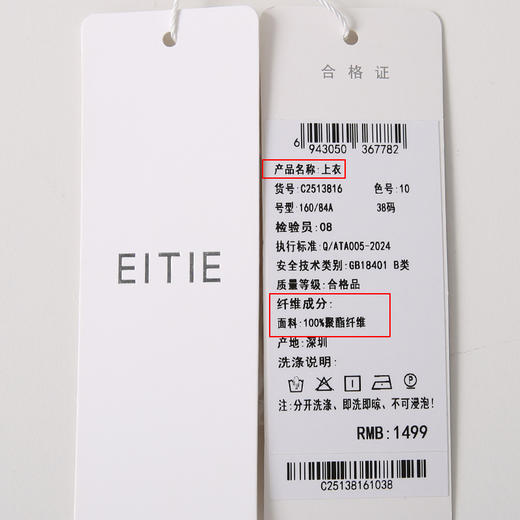 EITIE
合格证
6 943050 367782
产品名称:上衣
货号:C2513816 色号:10
号型:160/84A 38码
检验员:08
执行标准:Q/ATA005-2024
安全技术类别:GB18401 B类
质量等级:合格品
纤维成分:
面料:100%聚酯纤维
产地:深圳
洗涤说明:
注:分开洗涤、即洗即晾、不可浸泡!
RMB:1499
C25138161038